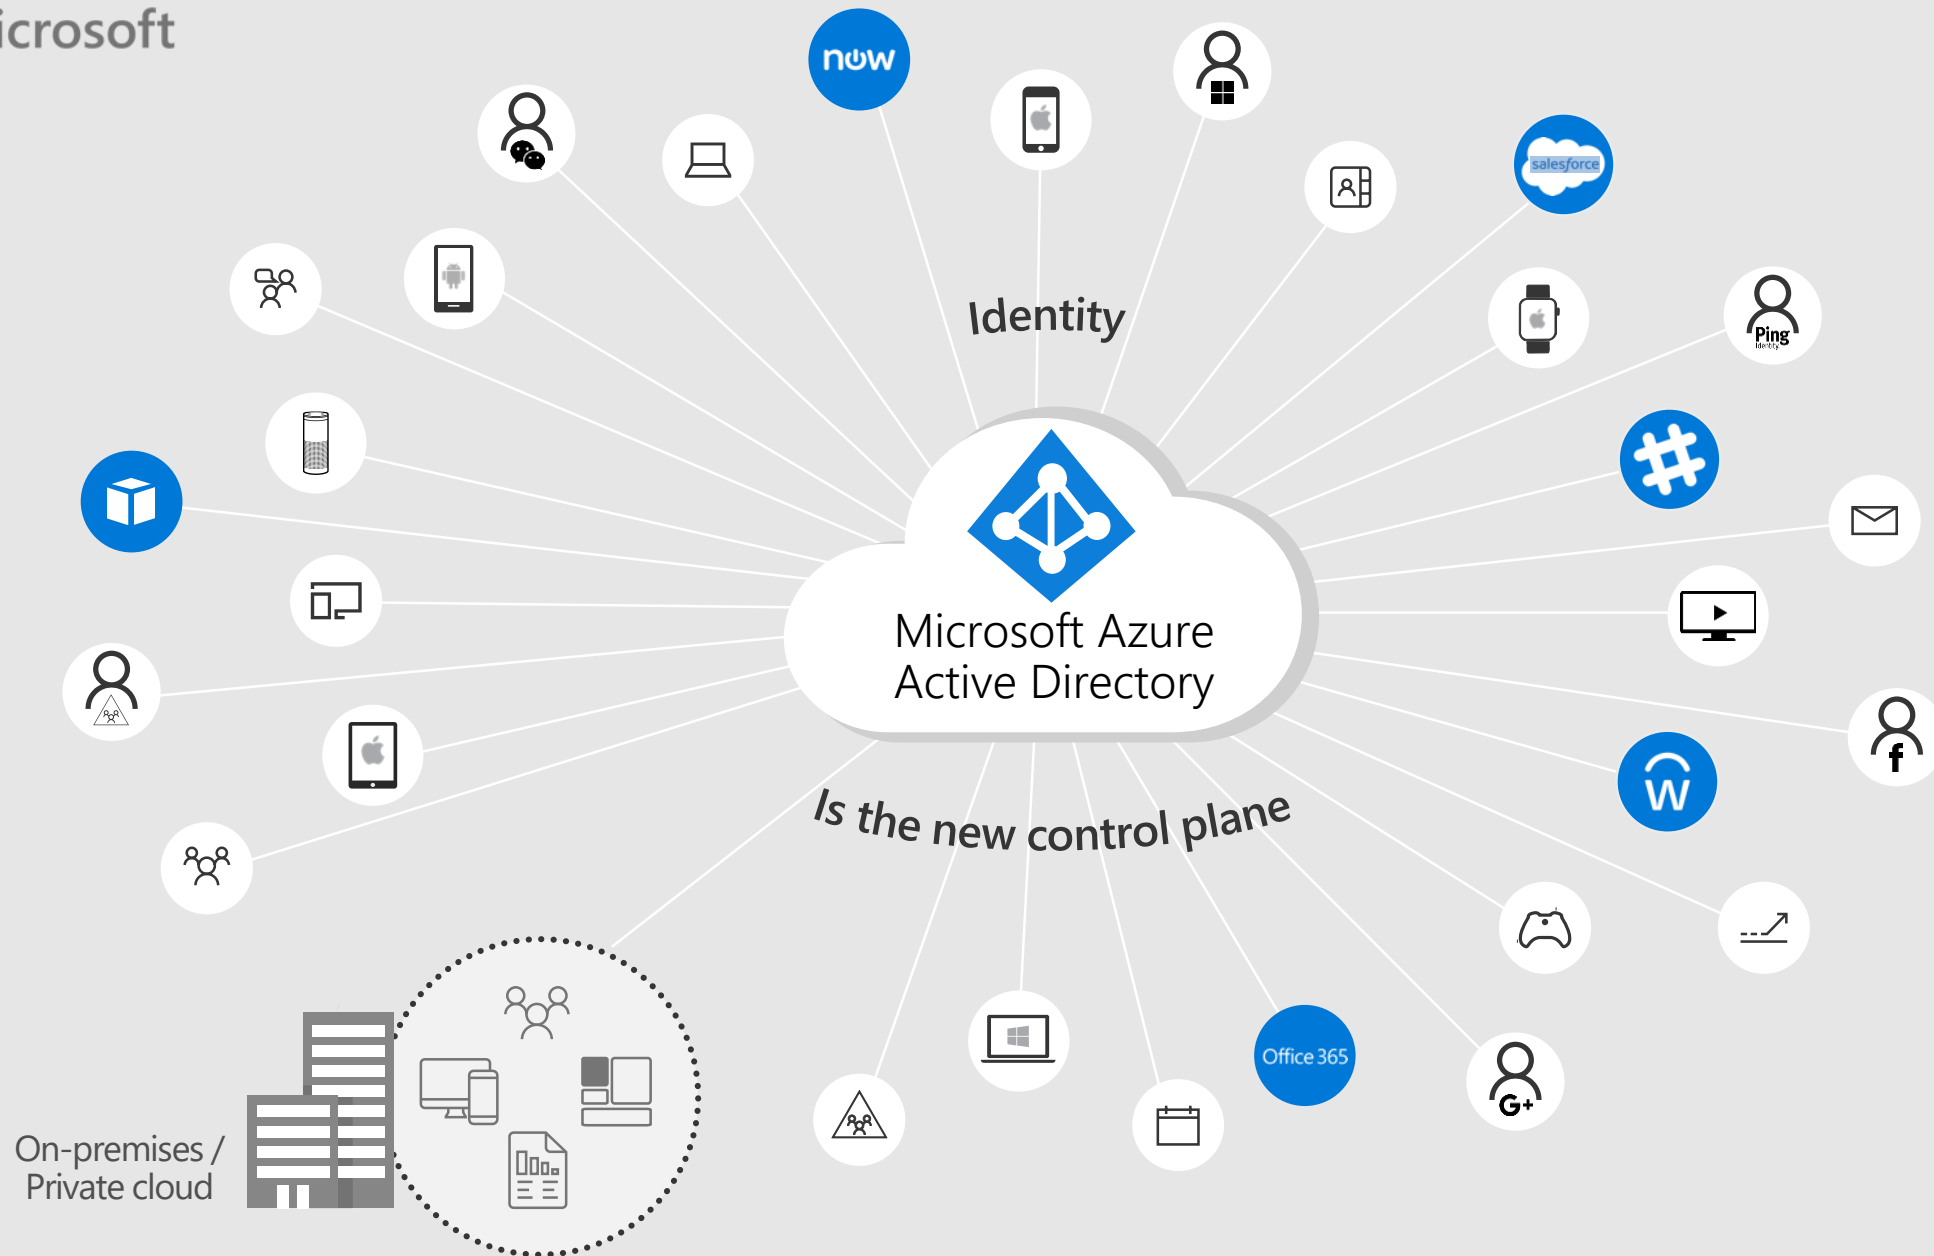 icrosoft
now
salesforce
Identity
Ping
Identity
Microsoft Azure
Active Directory
f
w
Is the new control plane
Office 365
G+
On-premises /
Private cloud